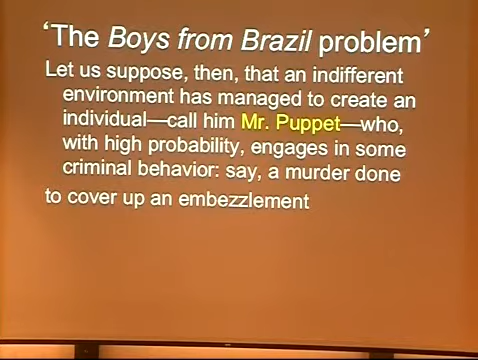 ‘The Boys from Brazil problem’
Let us suppose, then, that an indifferent
environment has managed to create an
individual—call him Mr. Puppet—who,
with high probability, engages in some
criminal behavior: say, a murder done
to cover up an embezzlement